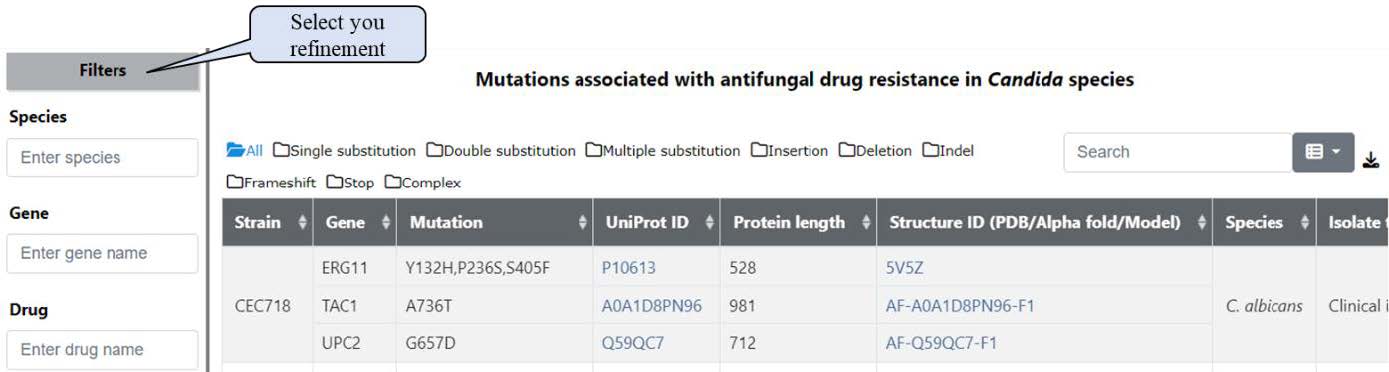 Select you
refinement
Filters
Mutations associated with antifungal drug resistance in Candida species
Species
Enter species
All Single substitution Double substitution Multiple substitution Insertion Deletion Indel
Search
Frameshift Stop Complex
Gene
Enter gene name
Drug
Enter drug name
Strain Gene Mutation UniProt ID Protein length Structure ID (PDB/Alpha fold/Model) Species Isolate
ERG11 Y132H,P236S,S405F P10613 528 5V5Z
CEC718 TAC1 A736T A0A1D8PN96 981 AF-A0A1D8PN96-F1 C. albicans Clinical
UPC2 G657D Q59QC7 712 AF-Q59QC7-F1